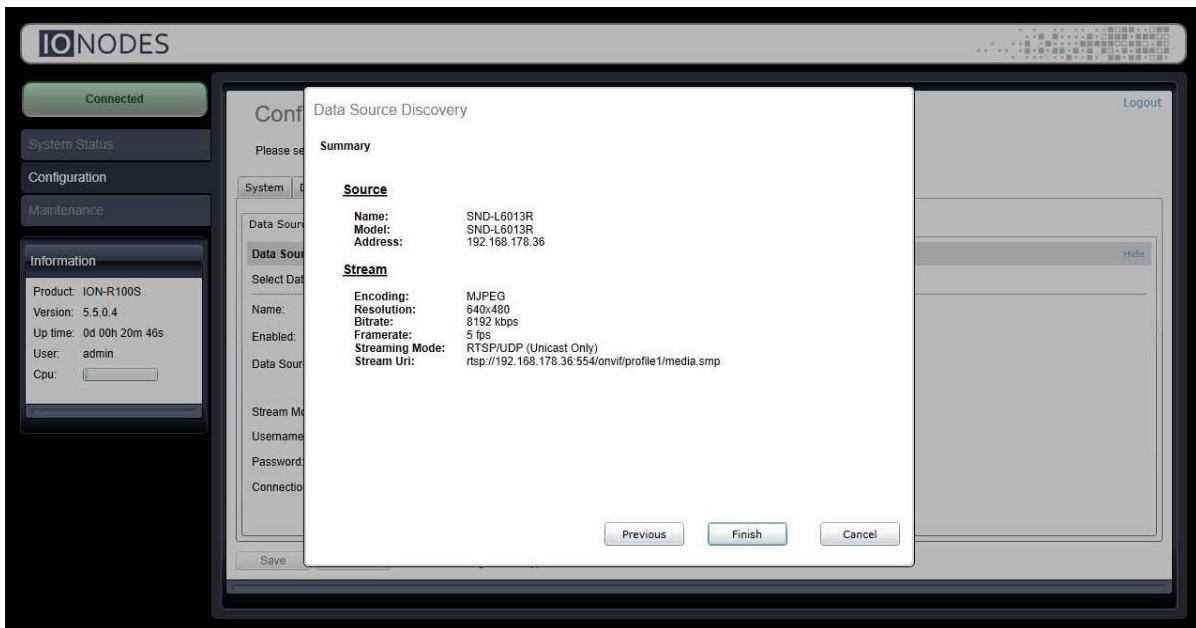 IONODES
Connected
System Status
Configuration
Maintenance
Information
Product: ION-R100S
Version: 5.5.0.4
Up time: 0d 00h 20m 46s
User: admin
Cpu:
Logout
Conf
Please se
System
Data Sourc
Data Sour
Hide
Select Dat
Name:
Enabled:
Data Sour
Stream Mo
Username
Password:
Connectio
Save
Data Source Discovery
Summary
Source
Name: SND-L6013R
Model: SND-L6013R
Address: 192.168.178.36
Stream
Encoding: MJPEG
Resolution: 640x480
Bitrate: 8192 kbps
Framerate: 5 fps
Streaming Mode: RTSP/UDP (Unicast Only)
Stream Uri: rtsp://192.168.178.36:554/onvif/profile1/media.smp
Previous Finish Cancel